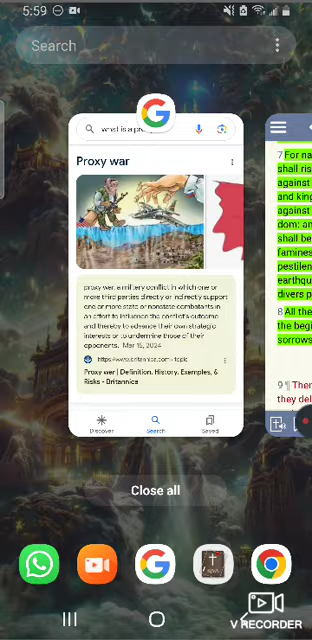 5:59
Search
what is a pro
Proxy war
proxy war, a military conflict in which one or
more third parties directly or indirectly support
one or more state or nonstate combatants in
an effort to influence the conflict's outcome
and thereby to advance their own strategic
interests or to undermine those of their
opponents. Mar 15, 2024
https://www.britannica › topic
Proxy war | Definition, History, Examples, &
Risks - Britannica
Discover
Search
Saved
7 For na
shall ris
against
and king
against
dom: an
shall be
famines
pestilen
earthqu
divers p
8 All the
the begin
sorrows
9 ¶ Then
they del
Close all
V RECORDER